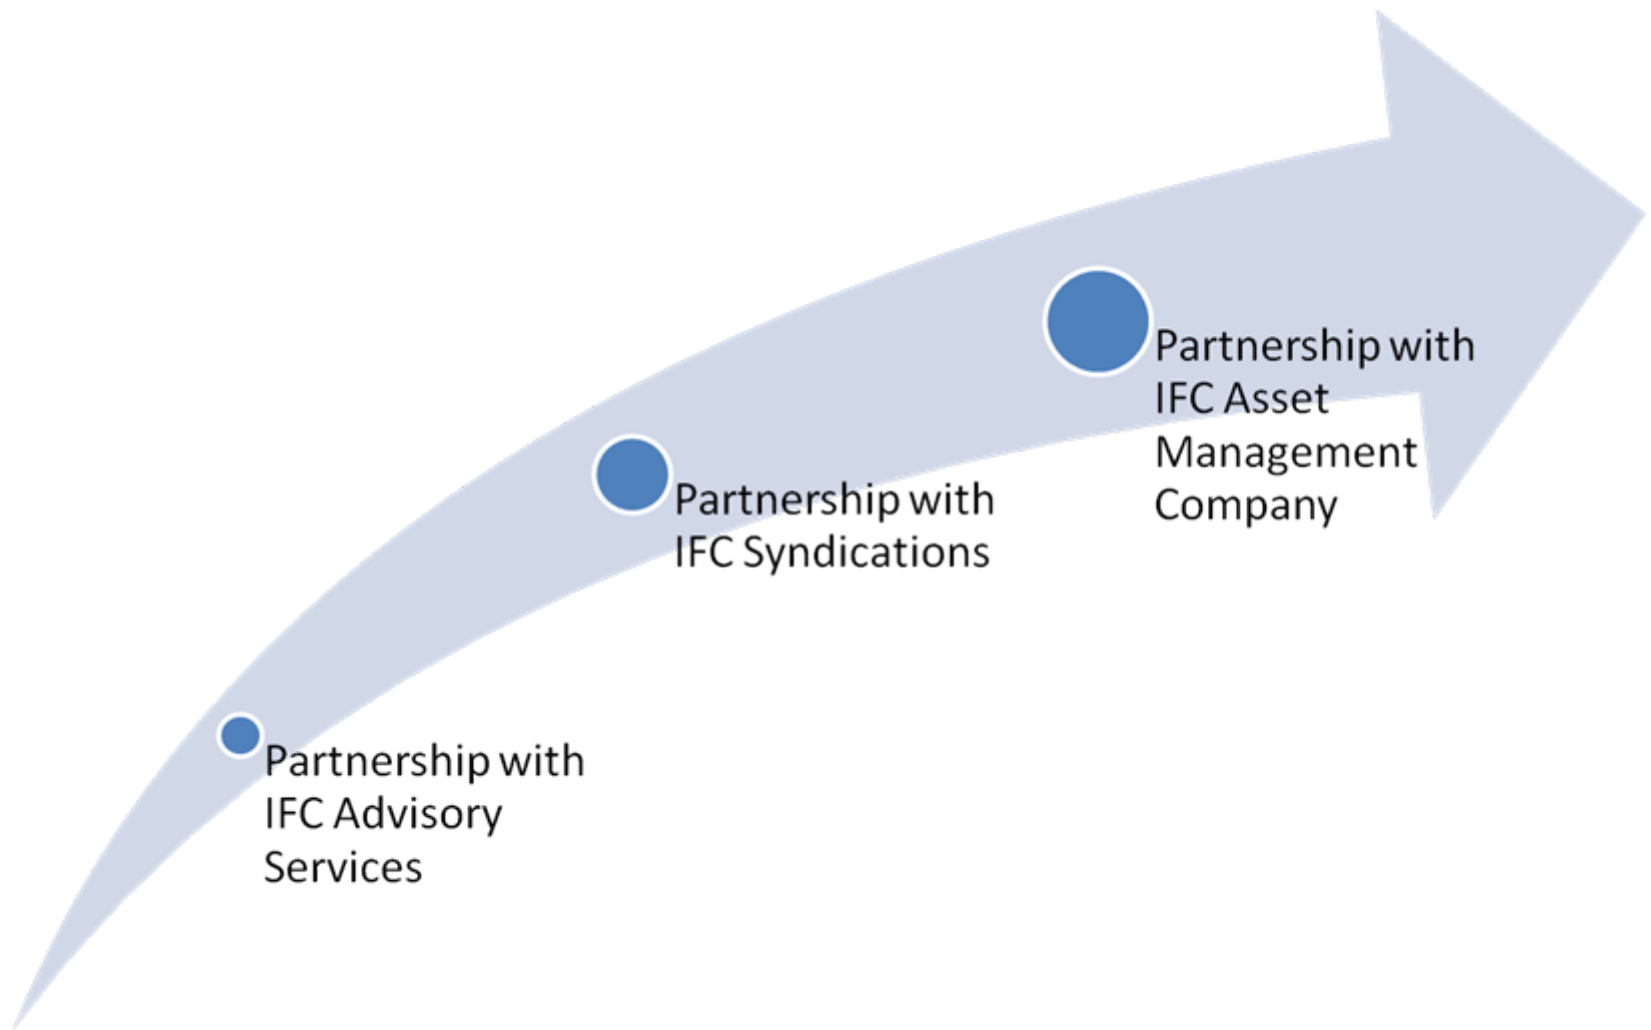 Partnership with
IFC Asset
Management
Company
Partnership with
IFC Syndications
Partnership with
IFC Advisory
Services